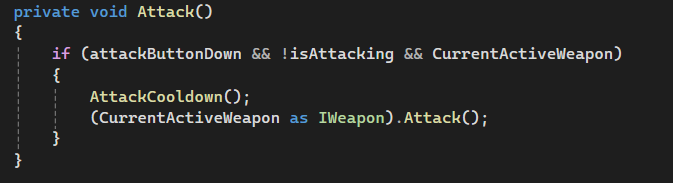 private void Attack()
{
    if (attackButtonDown && !isAttacking && CurrentActiveWeapon)
    {
        AttackCooldown();
        (CurrentActiveWeapon as IWeapon).Attack();
    }
}